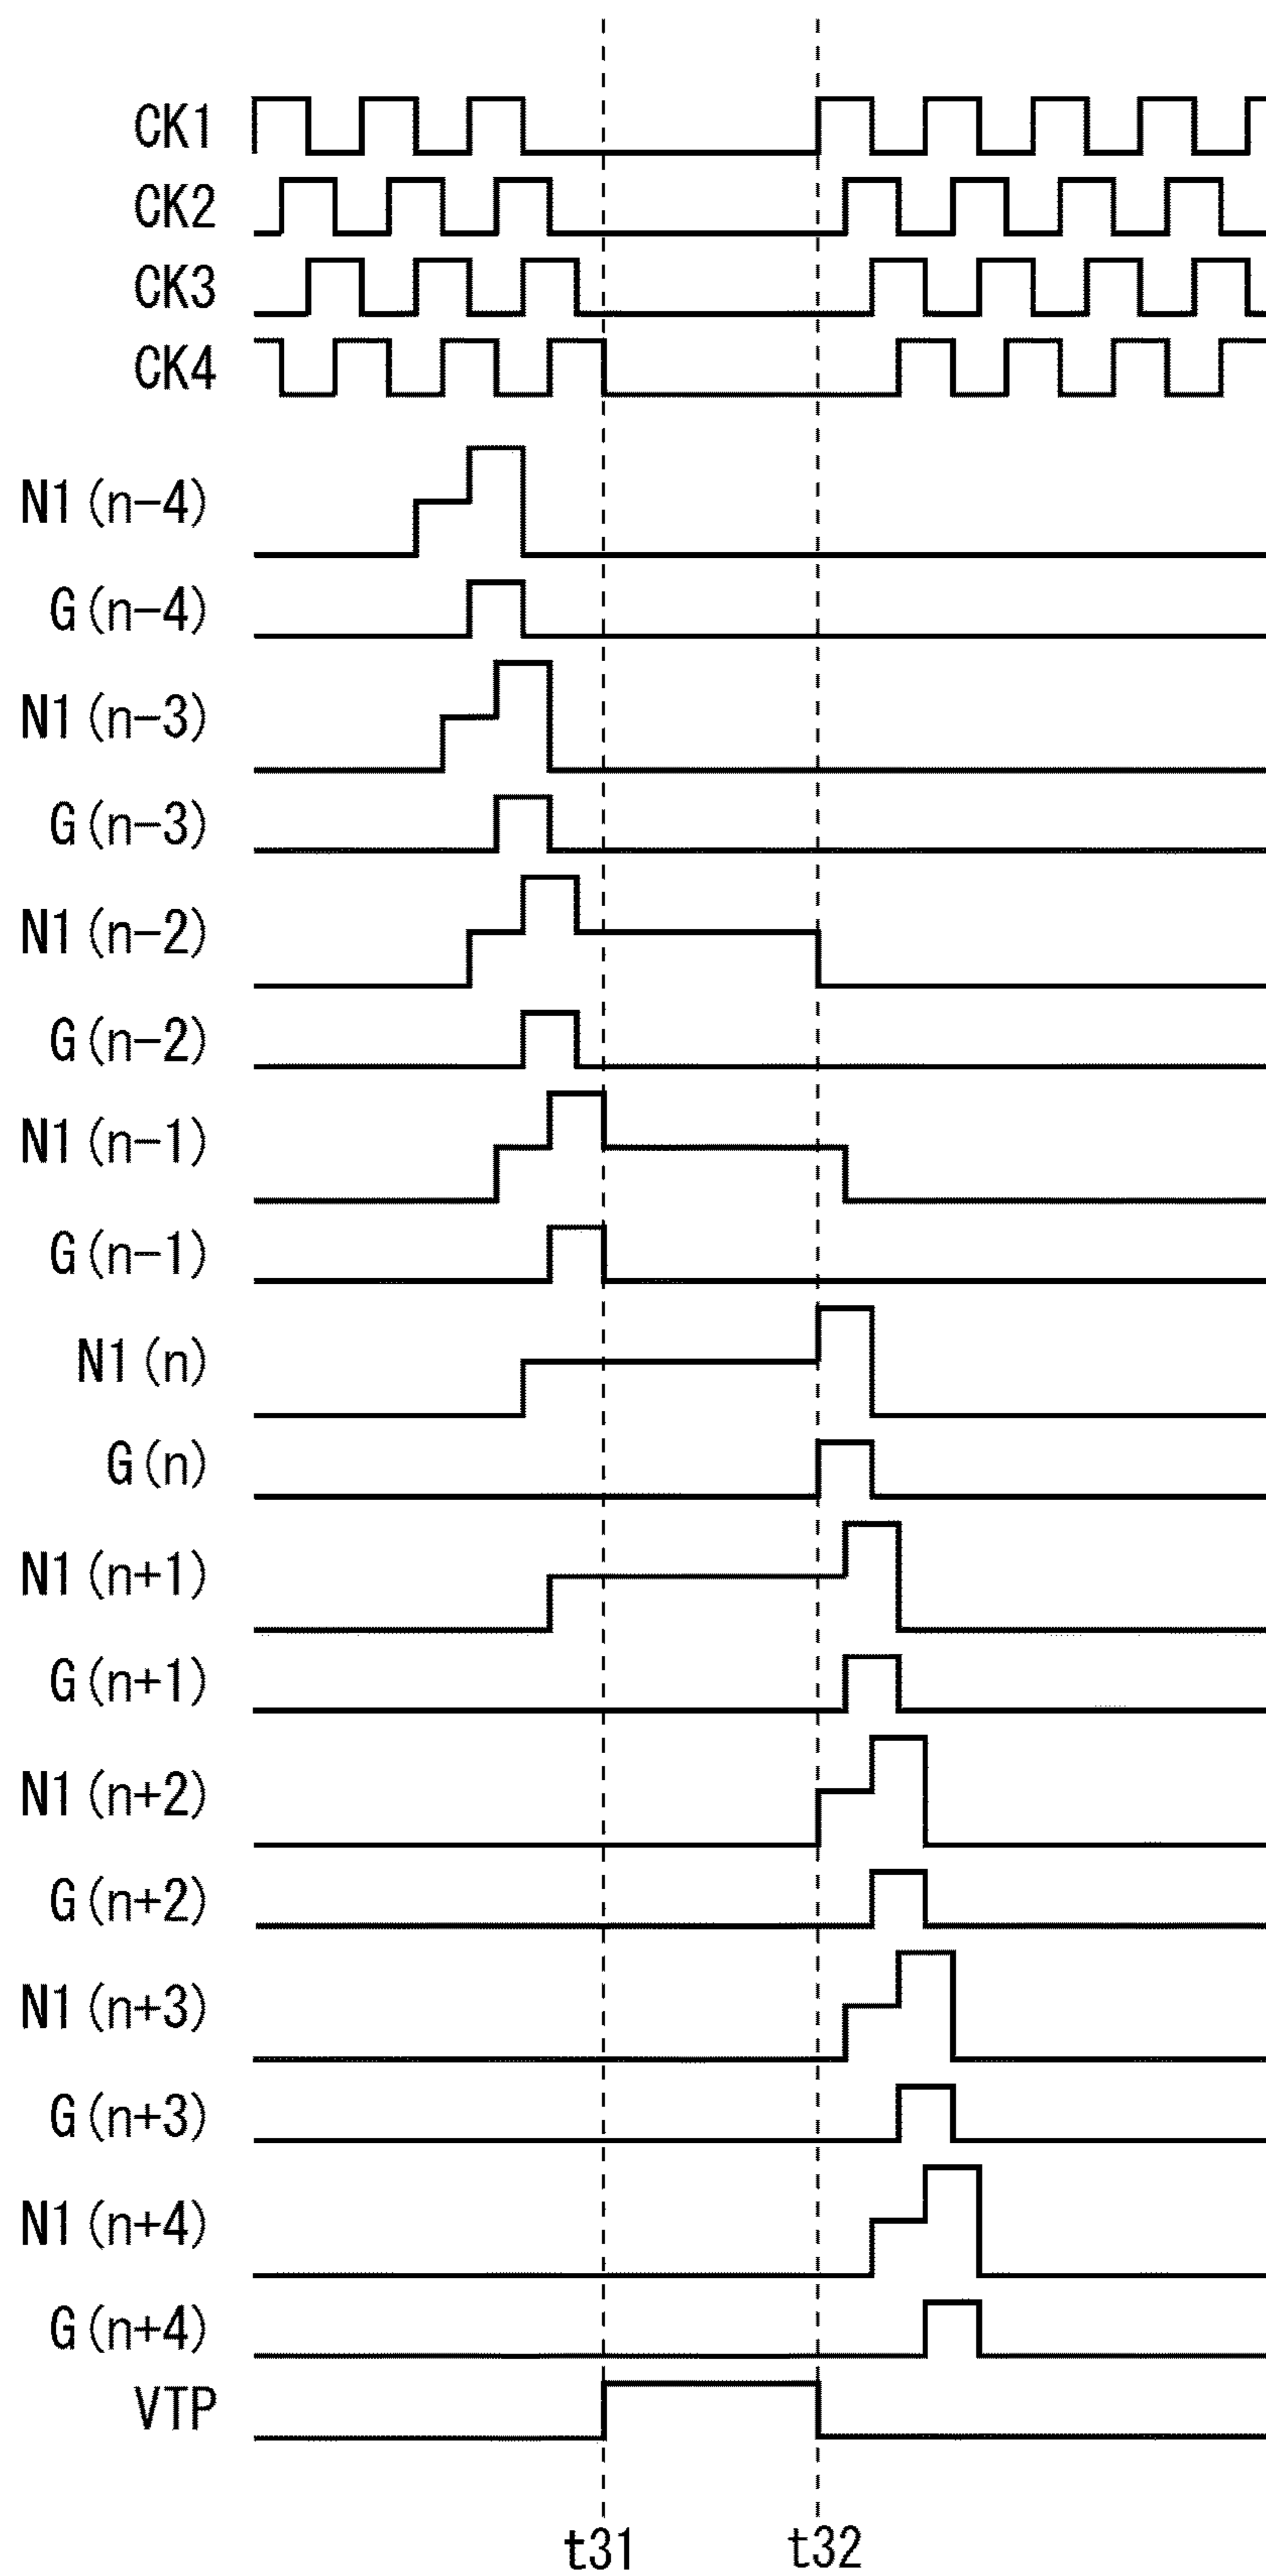 CK1
CK2
CK3
CK4
N1(n-4)
G(n-4)
N1(n-3)
G(n-3)
N1(n-2)
G(n-2)
N1(n-1)
G(n-1)
N1(n)
G(n)
N1(n+1)
G(n+1)
N1(n+2)
G(n+2)
N1(n+3)
G(n+3)
N1(n+4)
G(n+4)
VTP
t31 t32